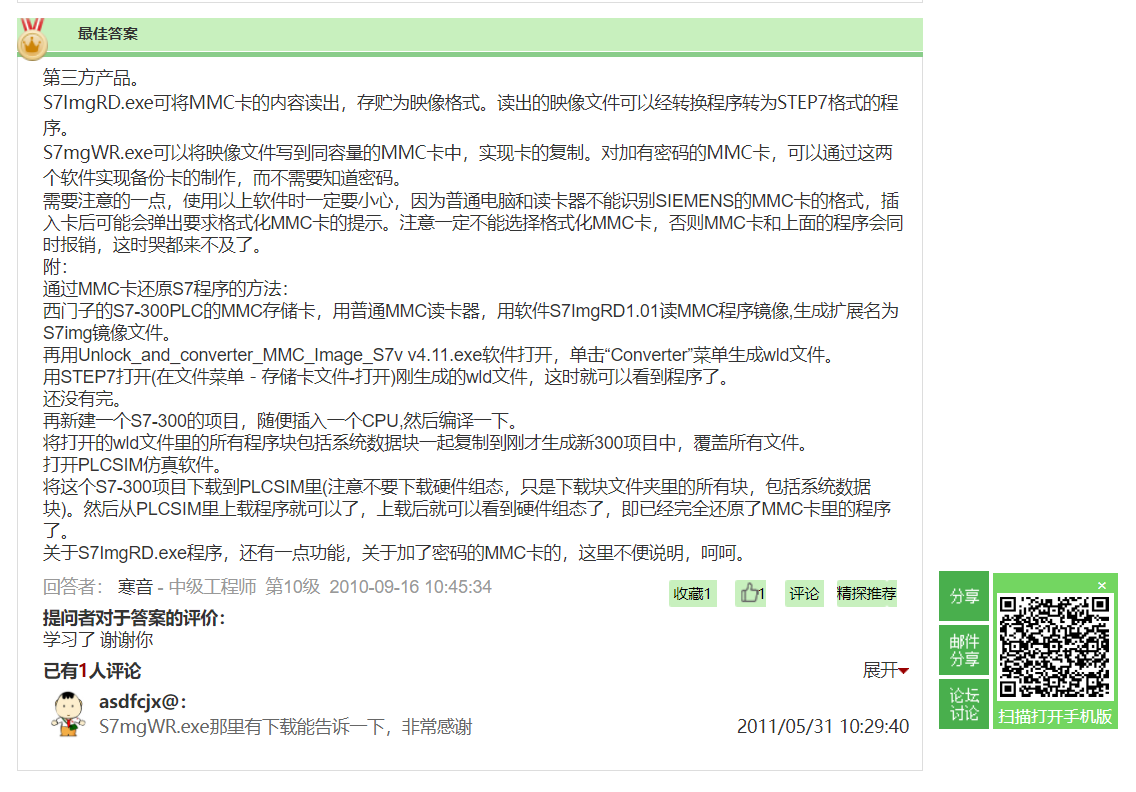 最佳答案
第三方产品。
S7ImgRD.exe可将MMC卡的内容读出，存贮为映像格式。读出的映像文件可以经转换程序转为STEP7格式的程
序。
S7mgWR.exe可以将映像文件写到同容量的MMC卡中，实现卡的复制。对加有密码的MMC卡，可以通过这两
个软件实现备份卡的制作，而不需要知道密码。
需要注意的一点，使用以上软件时一定要小心，因为普通电脑和读卡器不能识别SIEMENS的MMC卡的格式，插
入卡后可能会弹出要求格式化MMC卡的提示。注意一定不能选择格式化MMC卡，否则MMC卡和上面的程序会同
时报销，这时哭都来不及了。
附：
通过MMC卡还原S7程序的方法：
西门子的S7-300PLC的MMC存储卡，用普通MMC读卡器，用软件S7ImgRD1.01读MMC程序镜像,生成扩展名为
S7img镜像文件。
再用Unlock_and_converter_MMC_Image_S7v v4.11.exe软件打开，单击“Converter”菜单生成wld文件。
用STEP7打开(在文件菜单－存储卡文件-打开)刚生成的wld文件，这时就可以看到程序了。
还没有完。
再新建一个S7-300的项目，随便插入一个CPU,然后编译一下。
将打开的wld文件里的所有程序块包括系统数据块一起复制到刚才生成新300项目中，覆盖所有文件。
打开PLCSIM仿真软件。
将这个S7-300项目下载到PLCSIM里(注意不要下载硬件组态，只是下载块文件夹里的所有块，包括系统数据
块)。然后从PLCSIM里上载程序就可以了，上载后就可以看到硬件组态了，即已经完全还原了MMC卡里的程序
了。
关于S7ImgRD.exe程序，还有一点功能，关于加了密码的MMC卡的，这里不便说明，呵呵。
回答者： 寒音 - 中级工程师 第10级 2010-09-16 10:45:34
收藏1 1 评论 精探推荐
提问者对于答案的评价：
学习了 谢谢你
已有1人评论 展开
asdfcjx@：
S7mgWR.exe那里有下载能告诉一下，非常感谢 2011/05/31 10:29:40
分享
邮件
分享
论坛
讨论
×
扫描打开手机版